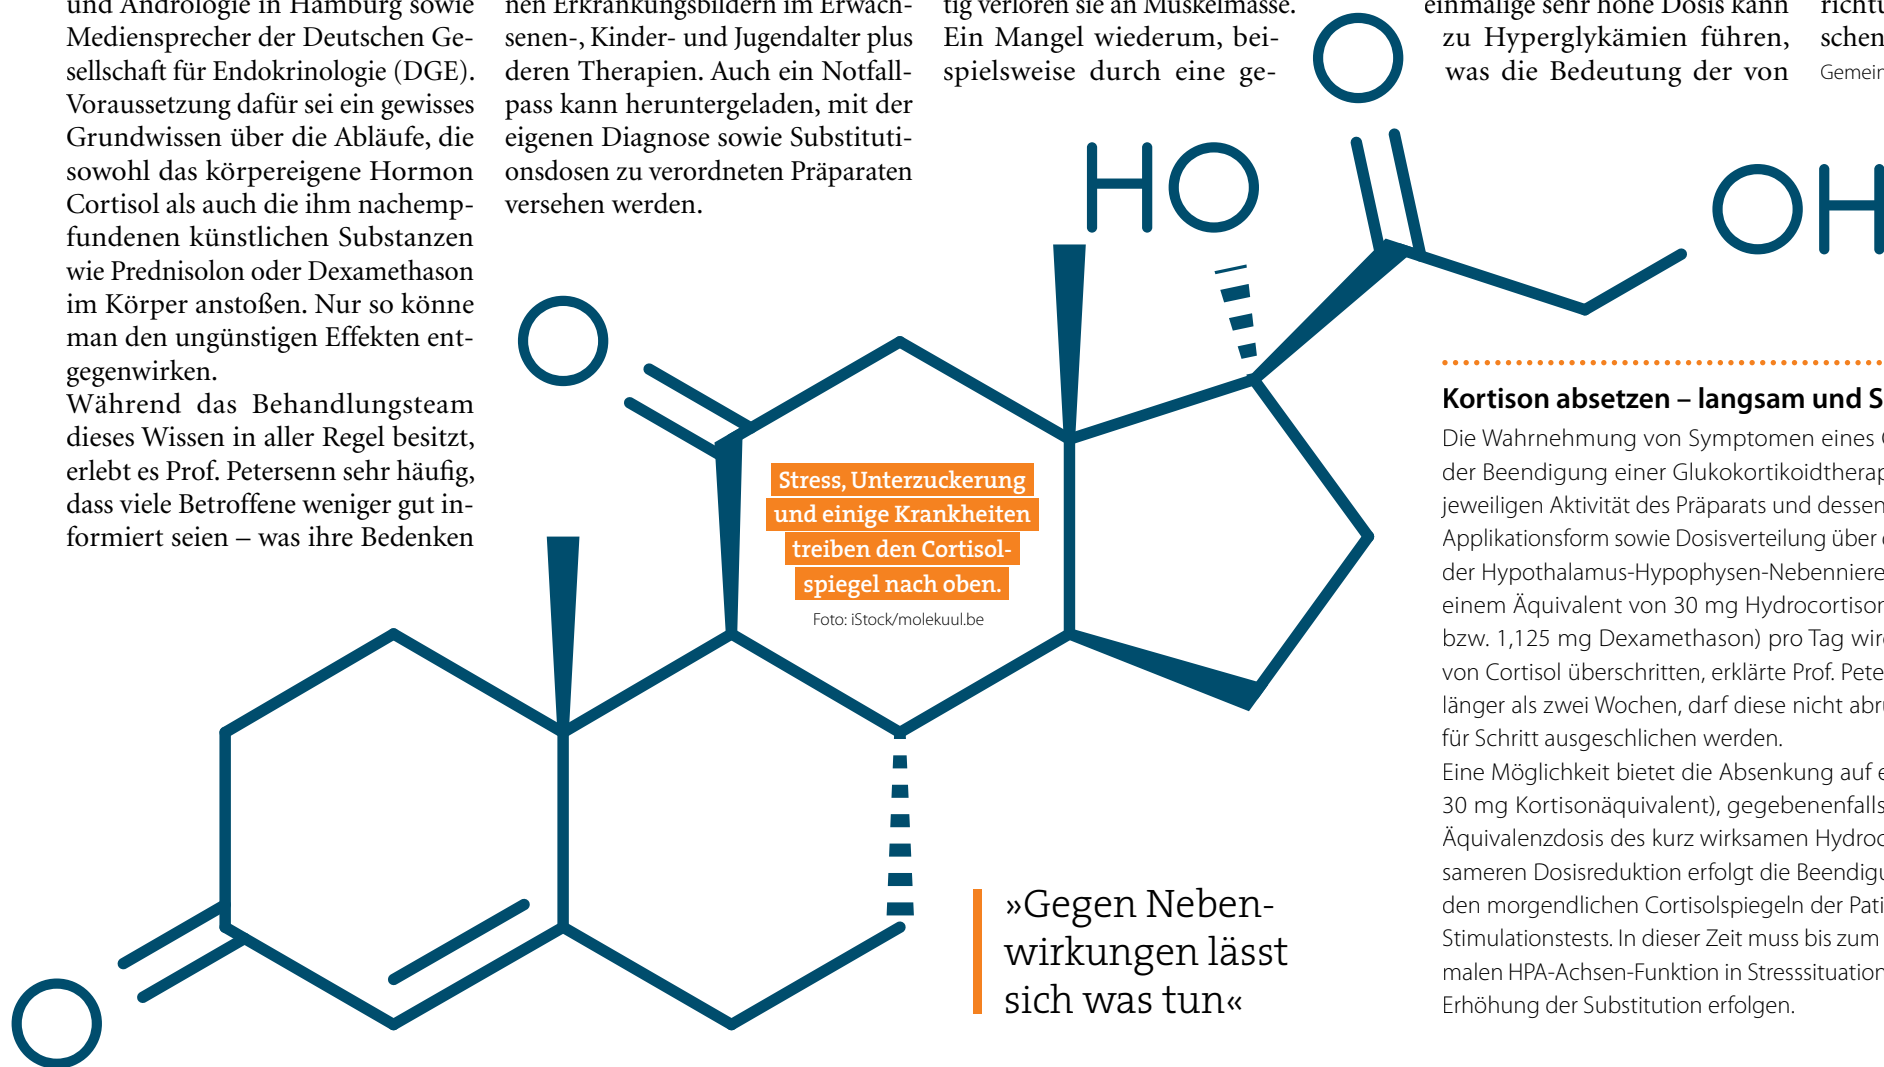 und Andrologie in Hamburg sowie
Mediensprecher der Deutschen Ge-
sellschaft für Endokrinologie (DGE).
Voraussetzung dafür sei ein gewisses
Grundwissen über die Abläufe, die
sowohl das körpereigene Hormon
Cortisol als auch die ihm nachemp-
fundenen künstlichen Substanzen
wie Prednisolon oder Dexamethason
im Körper anstoßen. Nur so könne
man den ungünstigen Effekten ent-
gegenwirken.
Während das Behandlungsteam
dieses Wissen in aller Regel besitzt,
erlebt es Prof. Petersenn sehr häufig,
dass viele Betroffene weniger gut in-
formiert seien – was ihre Bedenken
nen Erkrankungsbildern im Erwach-
senen-, Kinder- und Jugendalter plus
deren Therapien. Auch ein Notfall-
pass kann heruntergeladen, mit der
eigenen Diagnose sowie Substituti-
onsdosen zu verordneten Präparaten
versehen werden.
tig verloren sie an Muskelmasse.
Ein Mangel wiederum, bei-
spielsweise durch eine ge-
einmalige sehr hohe Dosis kann
zu Hyperglykämien führen,
was die Bedeutung der von
richtu
schen
Gemein
O
HO
OH
O
O
Stress, Unterzuckerung
und einige Krankheiten
treiben den Cortisol-
spiegel nach oben.
Foto: iStock/molekuul.be
»Gegen Neben-
wirkungen lässt
sich was tun«
Kortison absetzen – langsam und S
Die Wahrnehmung von Symptomen eines
der Beendigung einer Glukokortikoidtherap
jeweiligen Aktivität des Präparats und dessen
Applikationsform sowie Dosisverteilung über
der Hypothalamus-Hypophysen-Nebenniere
einem Äquivalent von 30 mg Hydrocortison
bzw. 1,125 mg Dexamethason) pro Tag wird
von Cortisol überschritten, erklärte Prof. Pete
länger als zwei Wochen, darf diese nicht abru
für Schritt ausgeschlichen werden.
Eine Möglichkeit bietet die Absenkung auf e
30 mg Kortisonäquivalent), gegebenenfalls
Äquivalenzdosis des kurz wirksamen Hydroc
sameren Dosisreduktion erfolgt die Beendigu
den morgendlichen Cortisolspiegeln der Pati
Stimulationstests. In dieser Zeit muss bis zum
malen HPA-Achsen-Funktion in Stresssituation
Erhöhung der Substitution erfolgen.